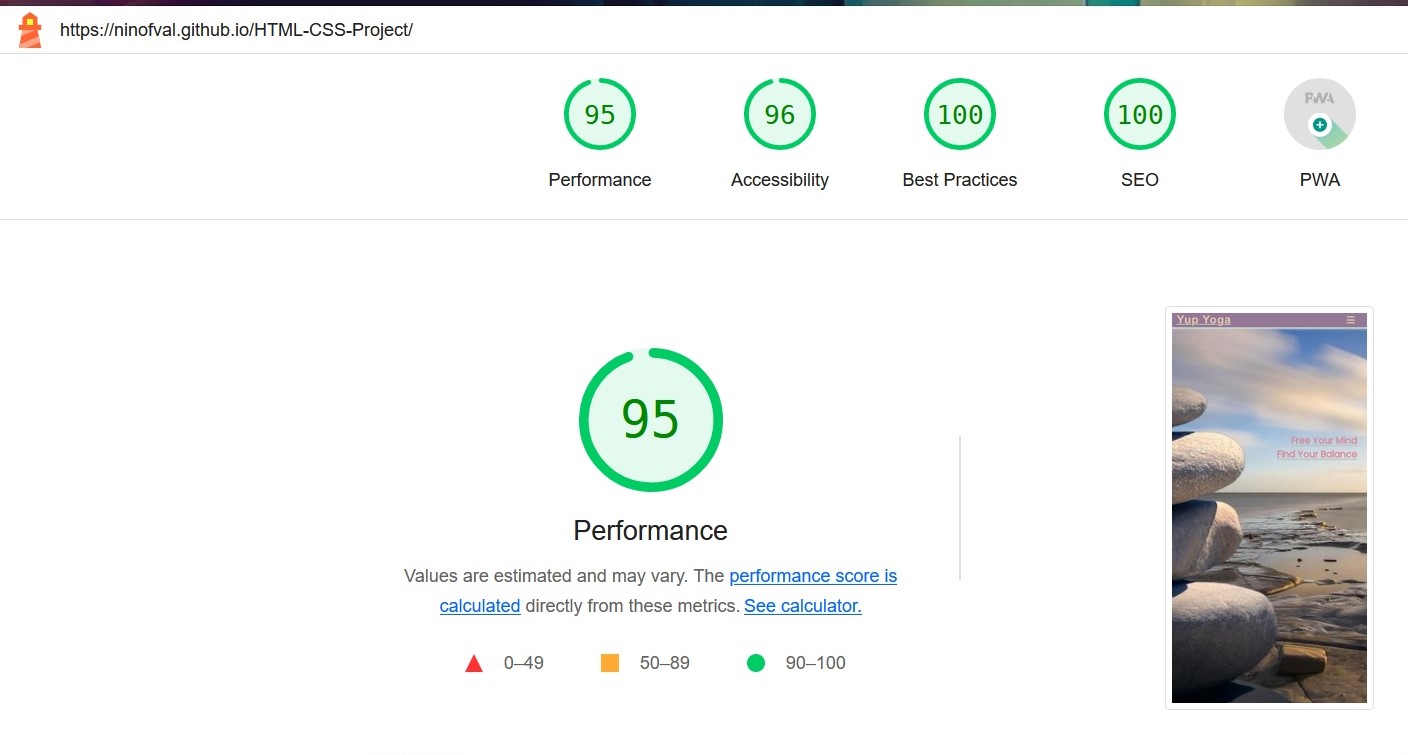 https://ninofval.github.io/HTML-CSS-Project/
95
96
100
100
PWA
Performance
Accessibility
Best Practices
SEO
PWA
Yup Yoga
95
Free Your Mind
Find Your Balance
Performance
Values are estimated and may vary. The performance score is
calculated directly from these metrics. See calculator.
0–49
50–89
90–100